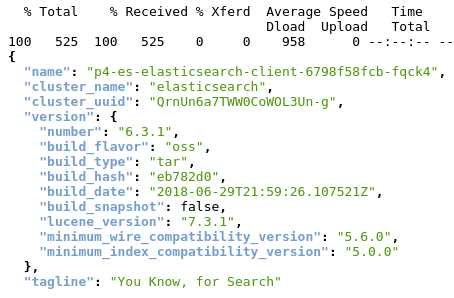 % Total % Received % Xferd Average Speed Time
Dload Upload Total
100 525 100 525 0 0 958 0 --:--:-- --
{
"name": "p4-es-elasticsearch-client-6798f58fcb-fqck4",
"cluster_name": "elasticsearch",
"cluster_uuid": "QrnUn6a7TWW0CoWOL3Un-g",
"version": {
"number": "6.3.1",
"build_flavor": "oss",
"build_type": "tar",
"build_hash": "eb782d0",
"build_date": "2018-06-29T21:59:26.107521Z",
"build_snapshot": false,
"lucene_version": "7.3.1",
"minimum_wire_compatibility_version": "5.6.0",
"minimum_index_compatibility_version": "5.0.0"
},
"tagline": "You Know, for Search"